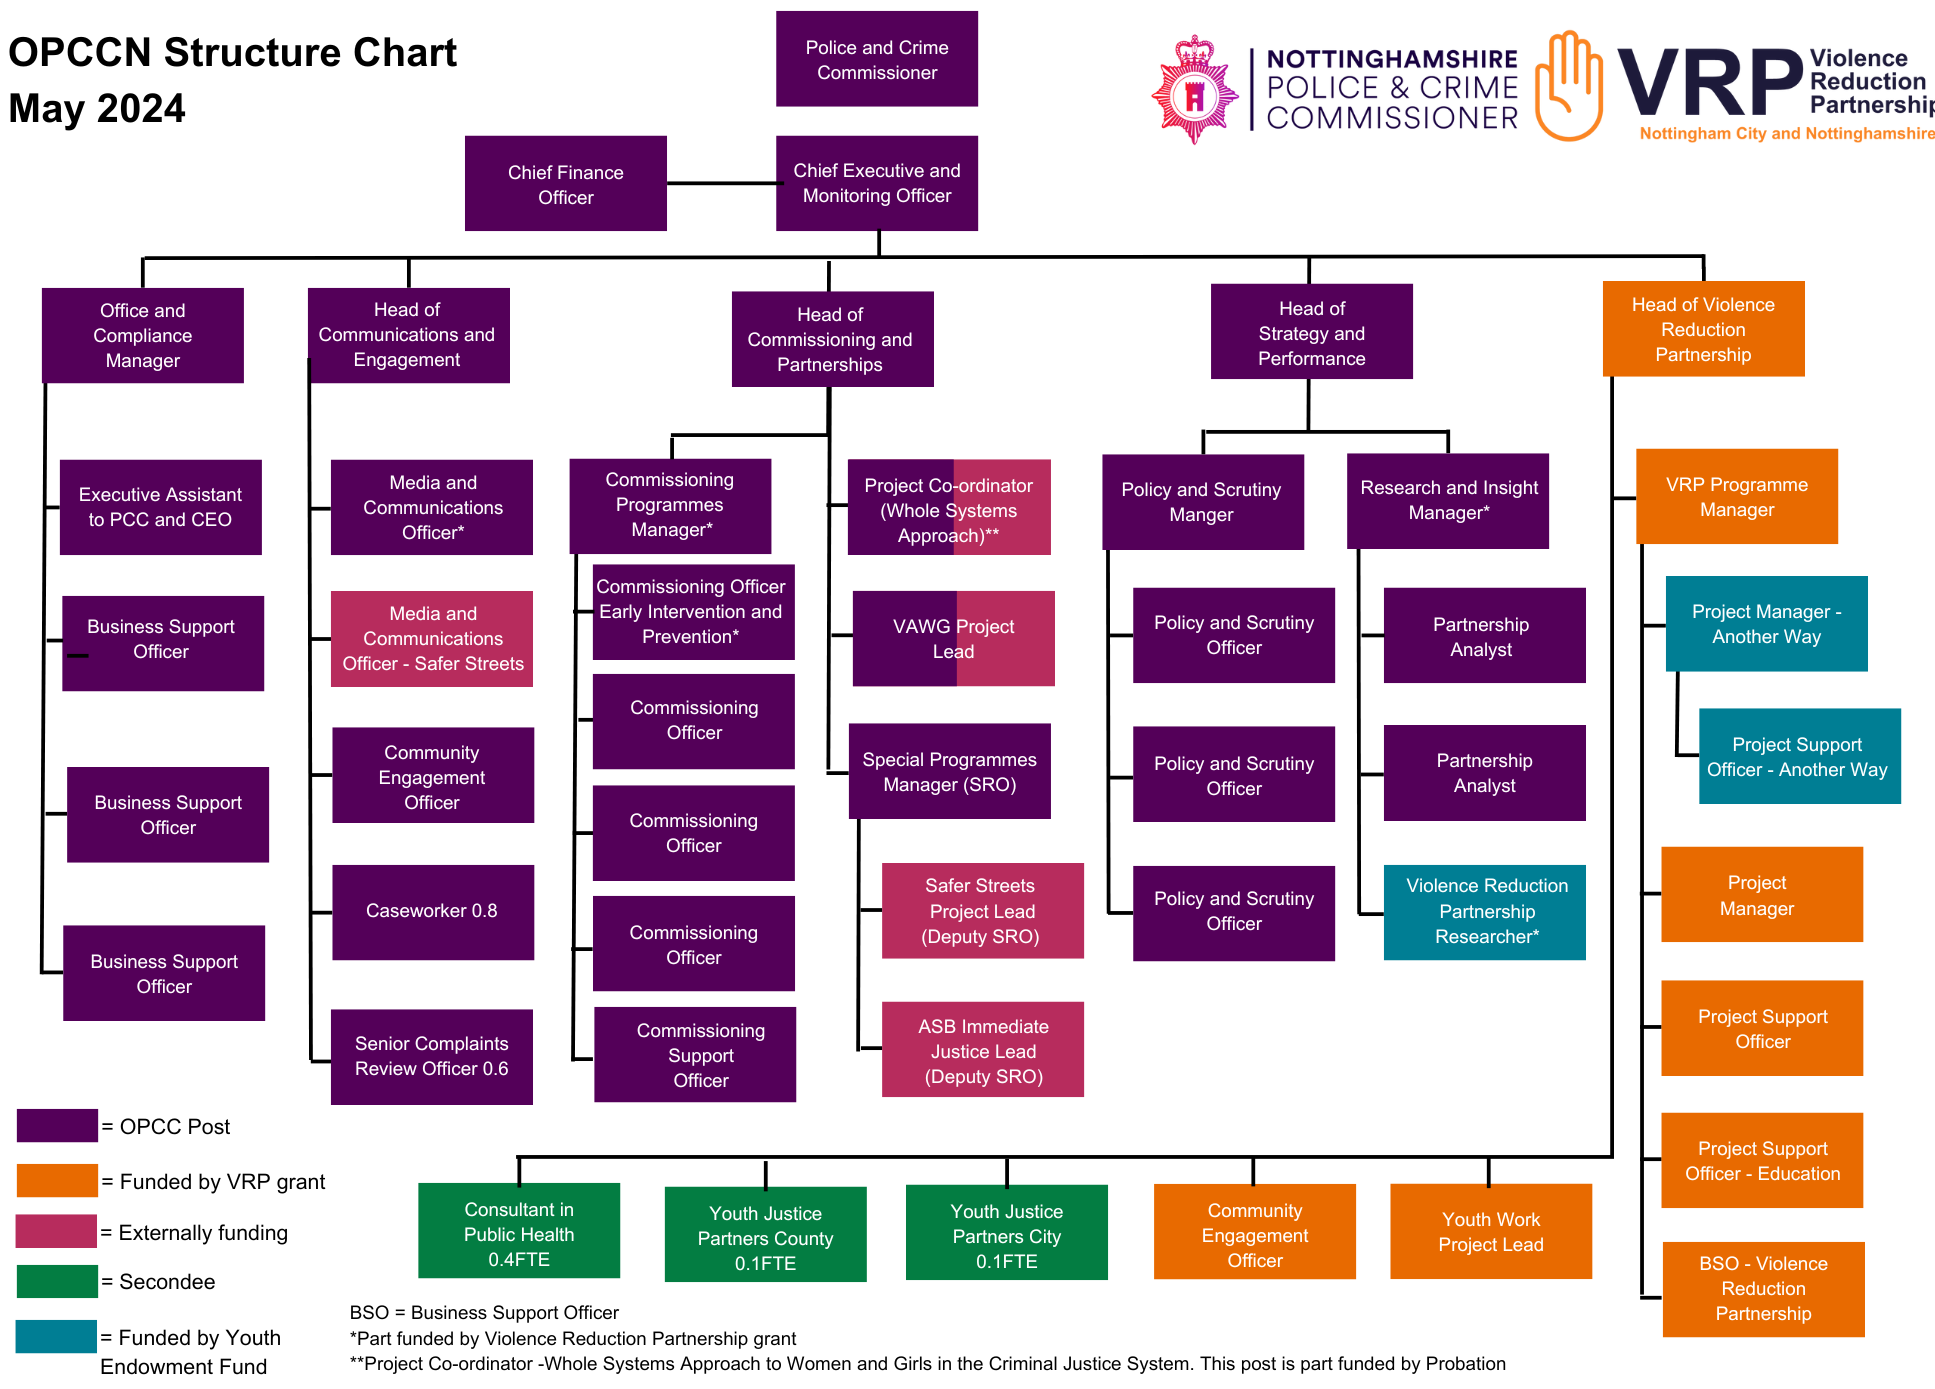 OPCCN Structure Chart
May 2024
Police and Crime
Commissioner
NOTTINGHAMSHIRE
POLICE & CRIME
COMMISSIONER
VRP
Violence
Reduction
Partnership
Nottingham City and Nottinghamshire
Chief Finance
Officer
Chief Executive and
Monitoring Officer
Office and
Compliance
Manager
Head of
Communications and
Engagement
Head of
Commissioning and
Partnerships
Head of
Strategy and
Performance
Head of Violence
Reduction
Partnership
Executive Assistant
to PCC and CEO
Business Support
Officer
Business Support
Officer
Business Support
Officer
Media and
Communications
Officer*
Media and
Communications
Officer - Safer Streets
Community
Engagement
Officer
Caseworker 0.8
Senior Complaints
Review Officer 0.6
Commissioning
Programmes
Manager*
Commissioning Officer
Early Intervention and
Prevention*
Commissioning
Officer
Commissioning
Officer
Commissioning
Officer
Commissioning
Support
Officer
Project Co-ordinator
(Whole Systems
Approach)**
VAWG Project
Lead
Special Programmes
Manager (SRO)
Safer Streets
Project Lead
(Deputy SRO)
ASB Immediate
Justice Lead
(Deputy SRO)
Policy and Scrutiny
Manger
Policy and Scrutiny
Officer
Policy and Scrutiny
Officer
Policy and Scrutiny
Officer
Research and Insight
Manager*
Partnership
Analyst
Partnership
Analyst
Violence Reduction
Partnership
Researcher*
VRP Programme
Manager
Project Manager -
Another Way
Project Support
Officer - Another Way
Project
Manager
Project Support
Officer
Project Support
Officer - Education
BSO - Violence
Reduction
Partnership
Consultant in
Public Health
0.4FTE
Youth Justice
Partners County
0.1FTE
Youth Justice
Partners City
0.1FTE
Community
Engagement
Officer
Youth Work
Project Lead
= OPCC Post
= Funded by VRP grant
= Externally funding
= Secondee
= Funded by Youth
Endowment Fund
BSO = Business Support Officer
*Part funded by Violence Reduction Partnership grant
**Project Co-ordinator -Whole Systems Approach to Women and Girls in the Criminal Justice System. This post is part funded by Probation